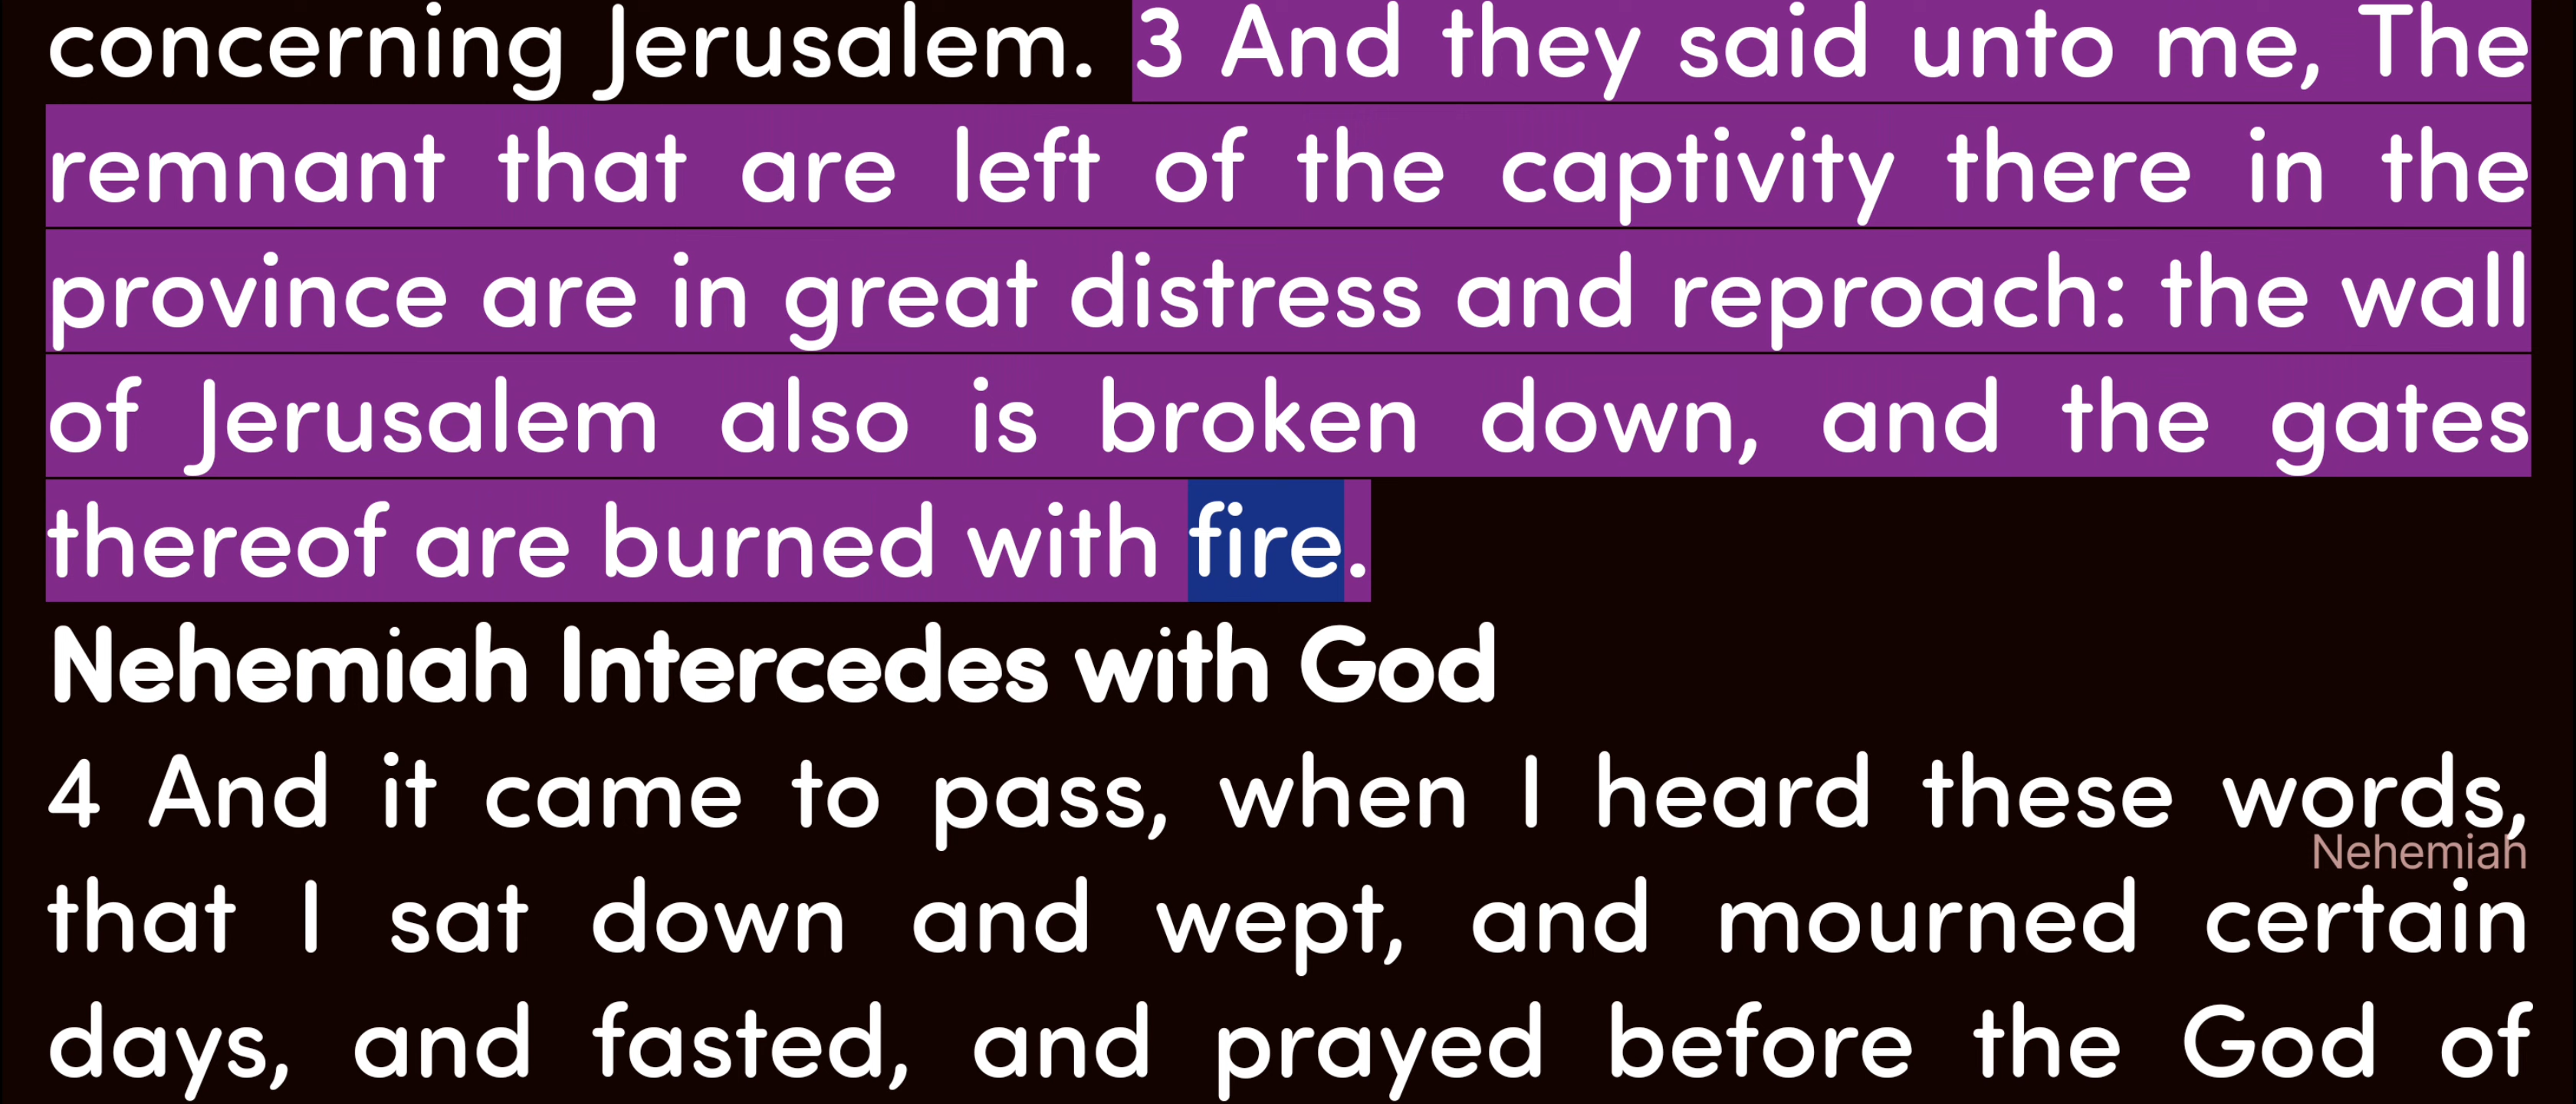 concerning Jerusalem. 3 And they said unto me, The
remnant that are left of the captivity there in the
province are in great distress and reproach: the wall
of Jerusalem also is broken down, and the gates
thereof are burned with fire.
Nehemiah Intercedes with God
4 And it came to pass, when I heard these words,
Nehemiah
that I sat down and wept, and mourned certain
days, and fasted, and prayed before the God of